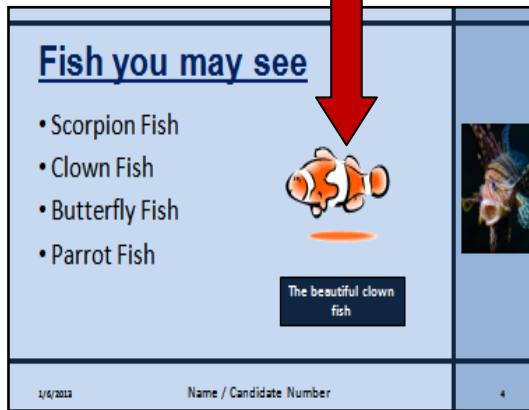 Fish you may see
• Scorpion Fish
• Clown Fish
• Butterfly Fish
• Parrot Fish
The beautiful clown
fish
1/6/2013
Name / Candidate Number
4